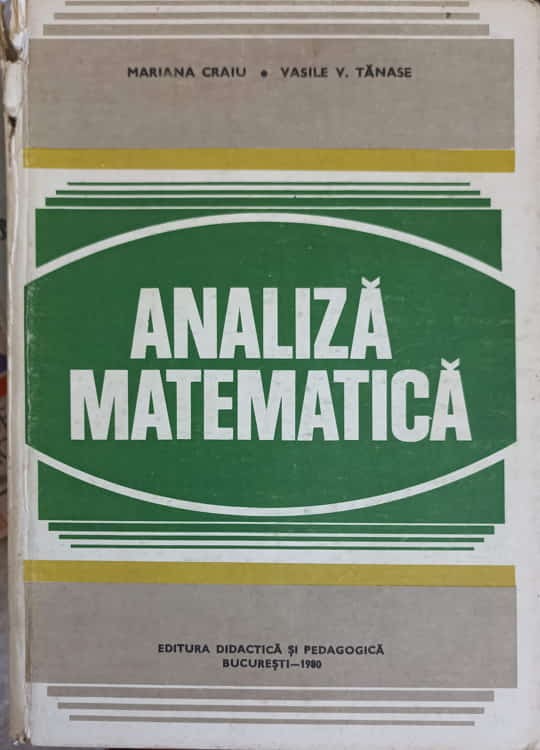 MARIANA CRAIU • VASILE V. TĂNASE
ANALIZĂ
MATEMATICĂ
EDITURA DIDACTICĂ ȘI PEDAGOGICĂ
BUCUREȘTI—1980